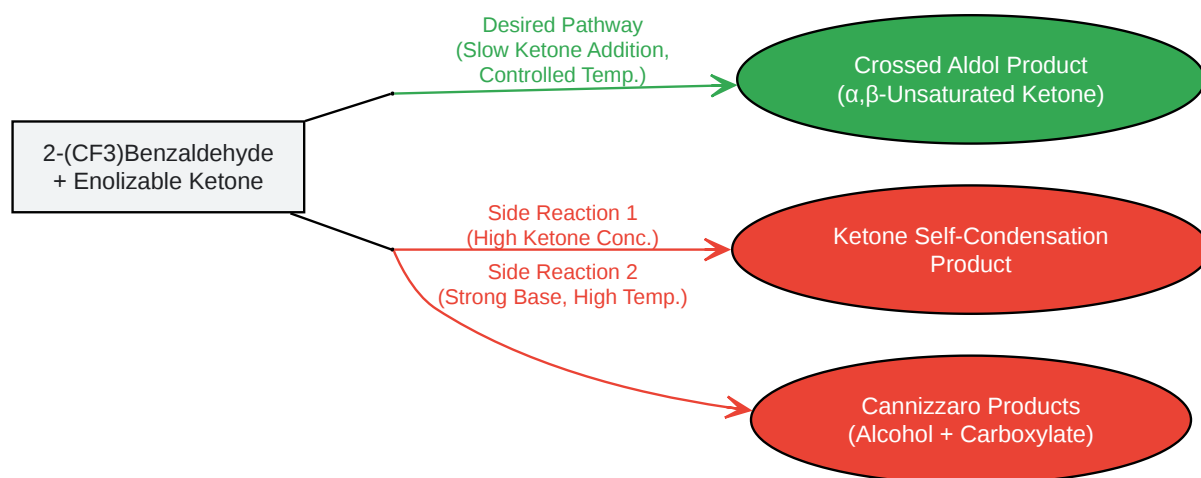 Desired Pathway
(Slow Ketone Addition,
Controlled Temp.)
Crossed Aldol Product
(α,β-Unsaturated Ketone)
2-(CF3)Benzaldehyde
+ Enolizable Ketone
Side Reaction 1
(High Ketone Conc.)
Ketone Self-Condensation
Product
Side Reaction 2
(Strong Base, High Temp.)
Cannizzaro Products
(Alcohol + Carboxylate)